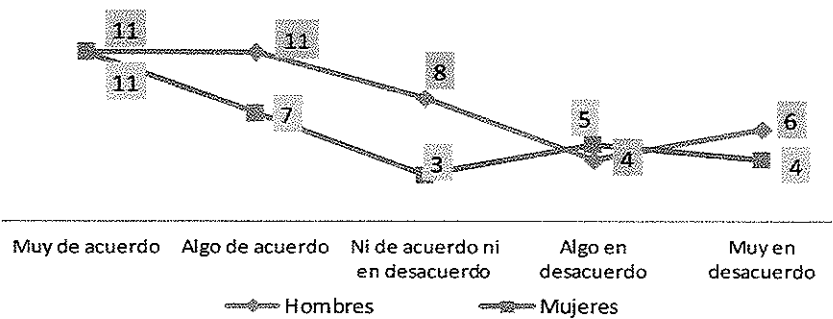 11
11
11
8
7
3
5
4
6
4
Muy de acuerdo
Algo de acuerdo
Ni de acuerdo ni
en desacuerdo
Algo en
desacuerdo
Muy en
desacuerdo
Hombres
Mujeres